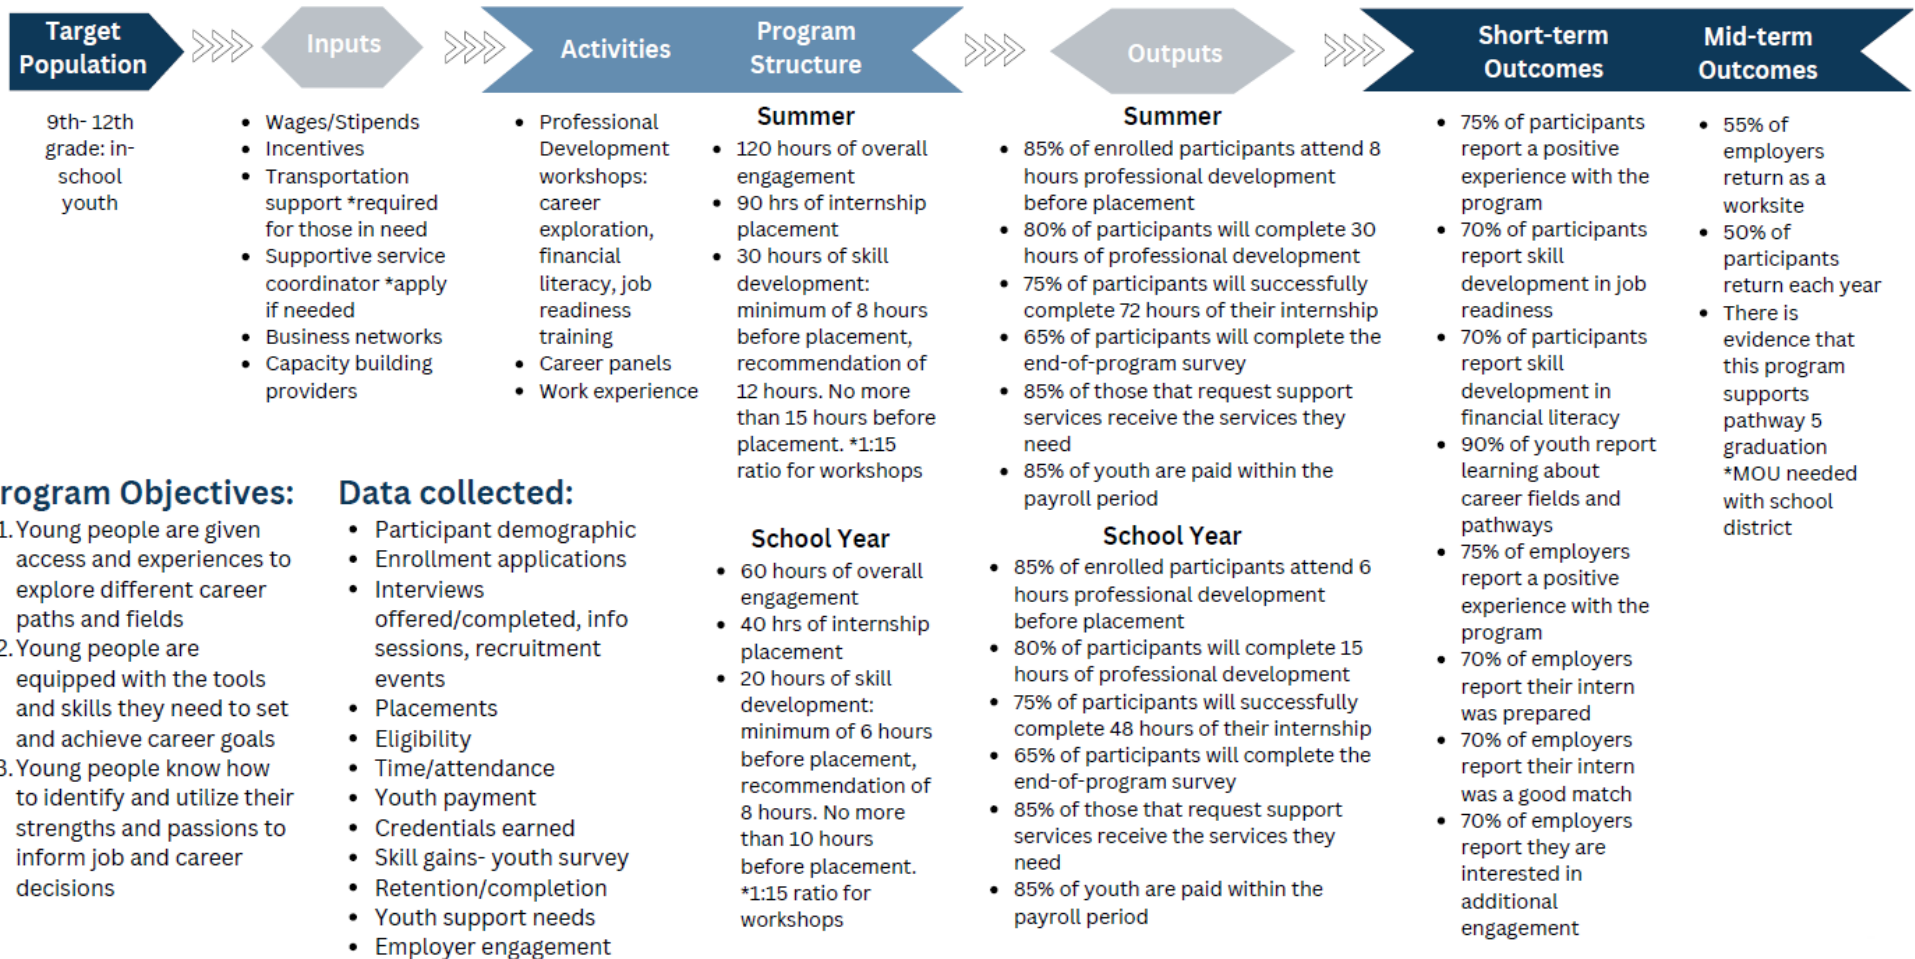 Target
Population
Inputs
Activities
Program
Structure
Outputs
Short-term
Outcomes
Mid-term
Outcomes
9th- 12th
grade: in-
school
youth
• Wages/Stipends
• Incentives
• Transportation
support *required
for those in need
• Supportive service
coordinator *apply
if needed
• Business networks
• Capacity building
providers
• Professional
Development
workshops:
career
exploration,
financial
literacy, job
readiness
training
• Career panels
• Work experience
Summer
• 120 hours of overall
engagement
• 90 hrs of internship
placement
• 30 hours of skill
development:
minimum of 8 hours
before placement,
recommendation of
12 hours. No more
than 15 hours before
placement. *1:15
ratio for workshops
School Year
• 60 hours of overall
engagement
• 40 hrs of internship
placement
• 20 hours of skill
development:
minimum of 6 hours
before placement,
recommendation of
8 hours. No more
than 10 hours
before placement.
*1:15 ratio for
workshops
Summer
• 85% of enrolled participants attend 8
hours professional development
before placement
• 80% of participants will complete 30
hours of professional development
• 75% of participants will successfully
complete 72 hours of their internship
• 65% of participants will complete the
end-of-program survey
• 85% of those that request support
services receive the services they
need
• 85% of youth are paid within the
payroll period
School Year
• 85% of enrolled participants attend 6
hours professional development
before placement
• 80% of participants will complete 15
hours of professional development
• 75% of participants will successfully
complete 48 hours of their internship
• 65% of participants will complete the
end-of-program survey
• 85% of those that request support
services receive the services they
need
• 85% of youth are paid within the
payroll period
• 75% of participants
report a positive
experience with the
program
• 70% of participants
report skill
development in job
readiness
• 70% of participants
report skill
development in
financial literacy
• 90% of youth report
learning about
career fields and
pathways
• 75% of employers
report a positive
experience with the
program
• 70% of employers
report their intern
was prepared
• 70% of employers
report their intern
was a good match
• 70% of employers
report they are
interested in
additional
engagement
• 55% of
employers
return as a
worksite
• 50% of
participants
return each year
• There is
evidence that
this program
supports
pathway 5
graduation
*MOU needed
with school
district
rogram Objectives:
1. Young people are given
access and experiences to
explore different career
paths and fields
2. Young people are
equipped with the tools
and skills they need to set
and achieve career goals
3. Young people know how
to identify and utilize their
strengths and passions to
inform job and career
decisions
Data collected:
• Participant demographic
• Enrollment applications
• Interviews
offered/completed, info
sessions, recruitment
events
• Placements
• Eligibility
• Time/attendance
• Youth payment
• Credentials earned
• Skill gains- youth survey
• Retention/completion
• Youth support needs
• Employer engagement